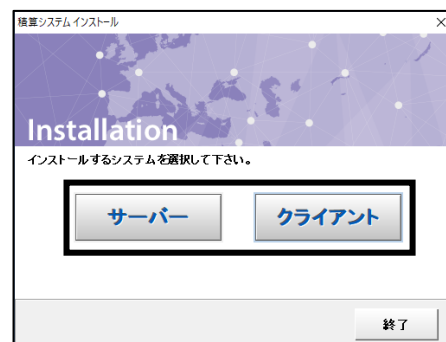 積算システム インストール
Installation
インストールするシステムを選択して下さい。
サーバー
クライアント
終了